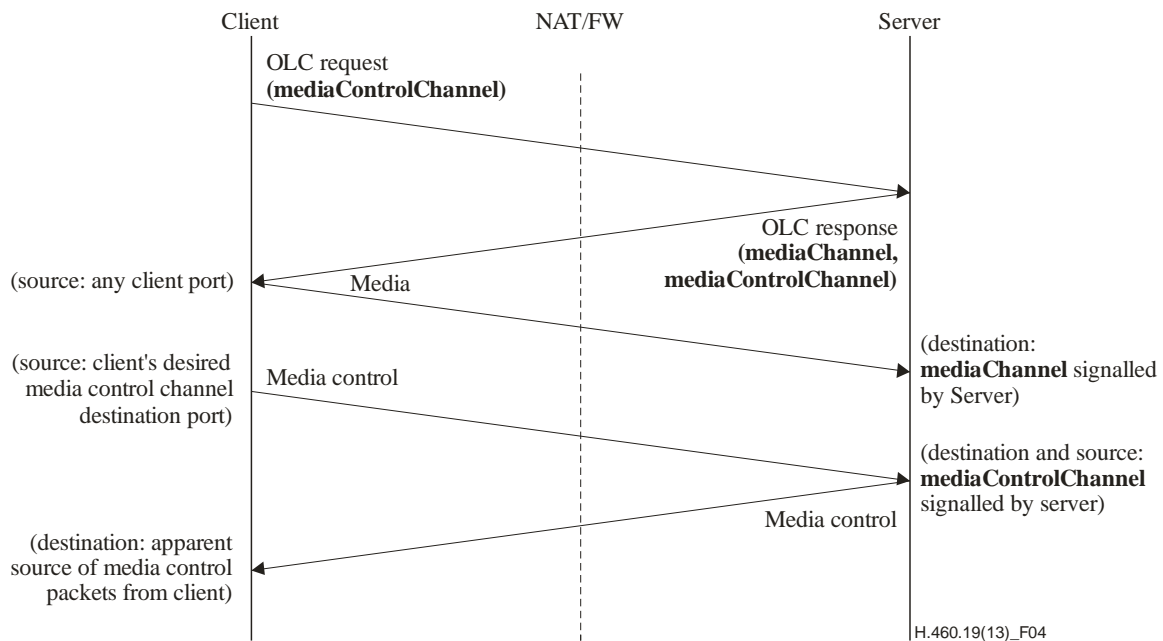 Client
NAT/FW
Server
OLC request
(mediaControlChannel)
OLC response
(mediaChannel,
mediaControlChannel)
(source: any client port)
Media
(destination:
mediaChannel signalled
by Server)
(source: client's desired
media control channel
destination port)
Media control
(destination and source:
mediaControlChannel
signalled by server)
Media control
(destination: apparent
source of media control
packets from client)
H.460.19(13)_F04